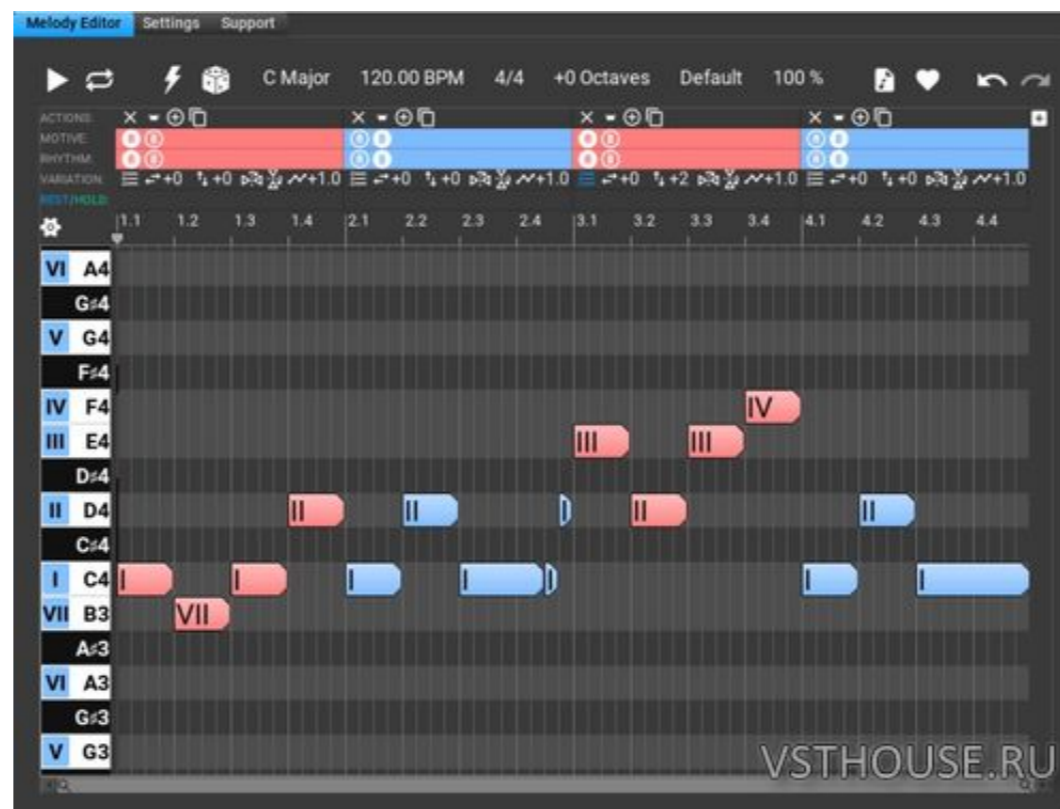 Melody Editor Settings Support
C Major 120.00 BPM 4/4 +0 Octaves Default 100 %
ACTIONS:
MOTIVE:
RHYTHM:
VARIATION: +0 +0 +1.0 +0 +0 +1.0 +0 +2 +1.0 +0 +0 +1.0
REST/HOLD:
1.1 1.2 1.3 1.4 2.1 2.2 2.3 2.4 3.1 3.2 3.3 3.4 4.1 4.2 4.3 4.4
VI A4
G♯4
V G4
F♯4
IV F4 IV
III E4 III III
D♯4
II D4 II II I II II
C♯4
I C4 I I I I I I I
VII B3 VII
A♯3
VI A3
G♯3
V G3
VSTHOUSE.RU